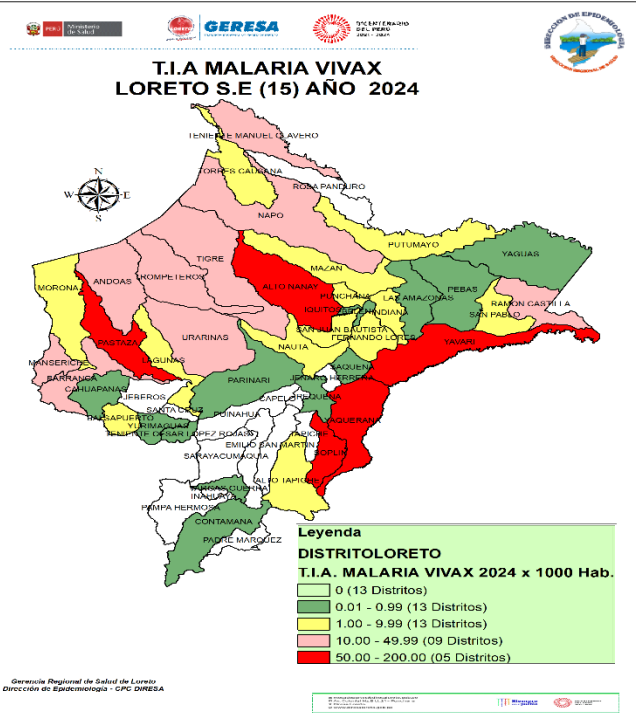 PERÚ
Ministerio
de Salud
GERESA
BICENTENARIO
DEL PERÚ
2021 - 2024
DIRECCION DE EPIDEMIOLOGIA
T.I.A MALARIA VIVAX
LORETO S.E (15) AÑO 2024
N
W
E
S
TENIENTE MANUEL CLAVERO
TORRES CAUSANA
ROSA PANDURO
NAPO
PUTUMAYO
YAGUAS
TIGRE
MAZAN
MORONA
ANDOAS
TROMPETEROS
ALTO NANAY
PUNCHANA
LAS AMAZONAS
PEBAS
RAMON CASTILLA
IQUITOS
INDIANA
SAN PABLO
SAN JUAN BAUTISTA
FERNANDO LORES
YAVARI
PASTAZA
URARINAS
NAUTA
LAGUNAS
MANSERICHE
SAQUENA
BARRANCA
PARINARI
JENARO HERRERA
CAHUAPANAS
JEBEROS
CAPELO
REQUENA
SANTA CRUZ
PUINAHUA
YAQUERANA
BALSAPUERTO
YURIMAGUAS
TENIENTE CESAR LOPEZ ROJAS
TAPICHE
EMILIO SAN MARTIN
SOPLIN
SARAYACU
MAQUIA
ALTO TAPICHE
VARGAS GUERRA
INAHUAYA
PAMPA HERMOSA
CONTAMANA
PADRE MARQUEZ
Leyenda
DISTRITOLORETO
T.I.A. MALARIA VIVAX 2024 x 1000 Hab.
0 (13 Distritos)
0.01 - 0.99 (13 Distritos)
1.00 - 9.99 (13 Distritos)
10.00 - 49.99 (09 Distritos)
50.00 - 200.00 (05 Distritos)
Gerencia Regional de Salud de Loreto
Dirección de Epidemiología - CPC DIRESA